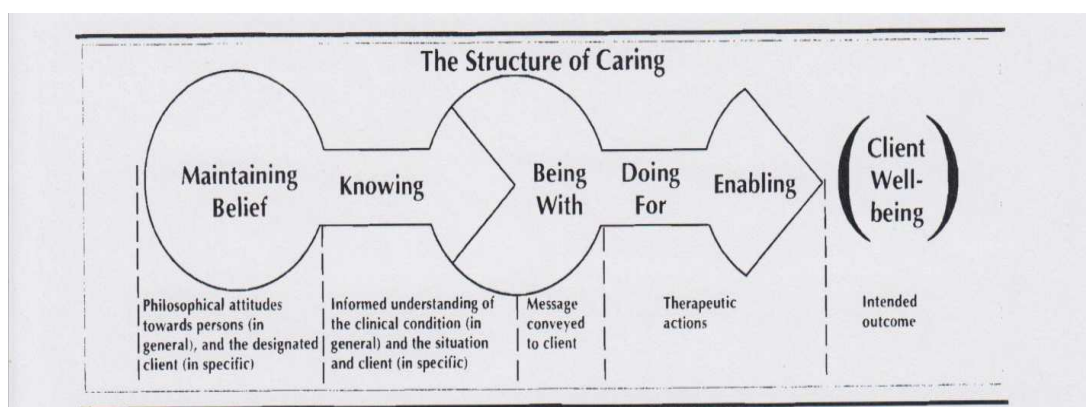 The Structure of Caring
Maintaining
Belief
Knowing
Being
With
Doing
For
Enabling
Client
Well-
being
Philosophical attitudes
towards persons (in
general), and the designated
client (in specific)
Informed understanding of
the clinical condition (in
general) and the situation
and client (in specific)
Message
conveyed
to client
Therapeutic
actions
Intended
outcome